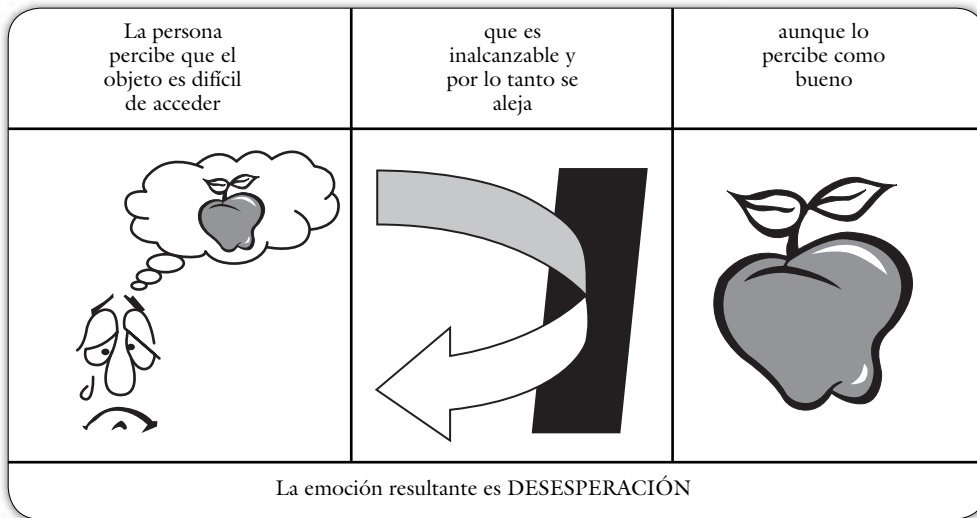 La persona
percibe que el
objeto es difícil
de acceder
que es
inalcanzable y
por lo tanto se
aleja
aunque lo
percibe como
bueno
La emoción resultante es DESESPERACIÓN